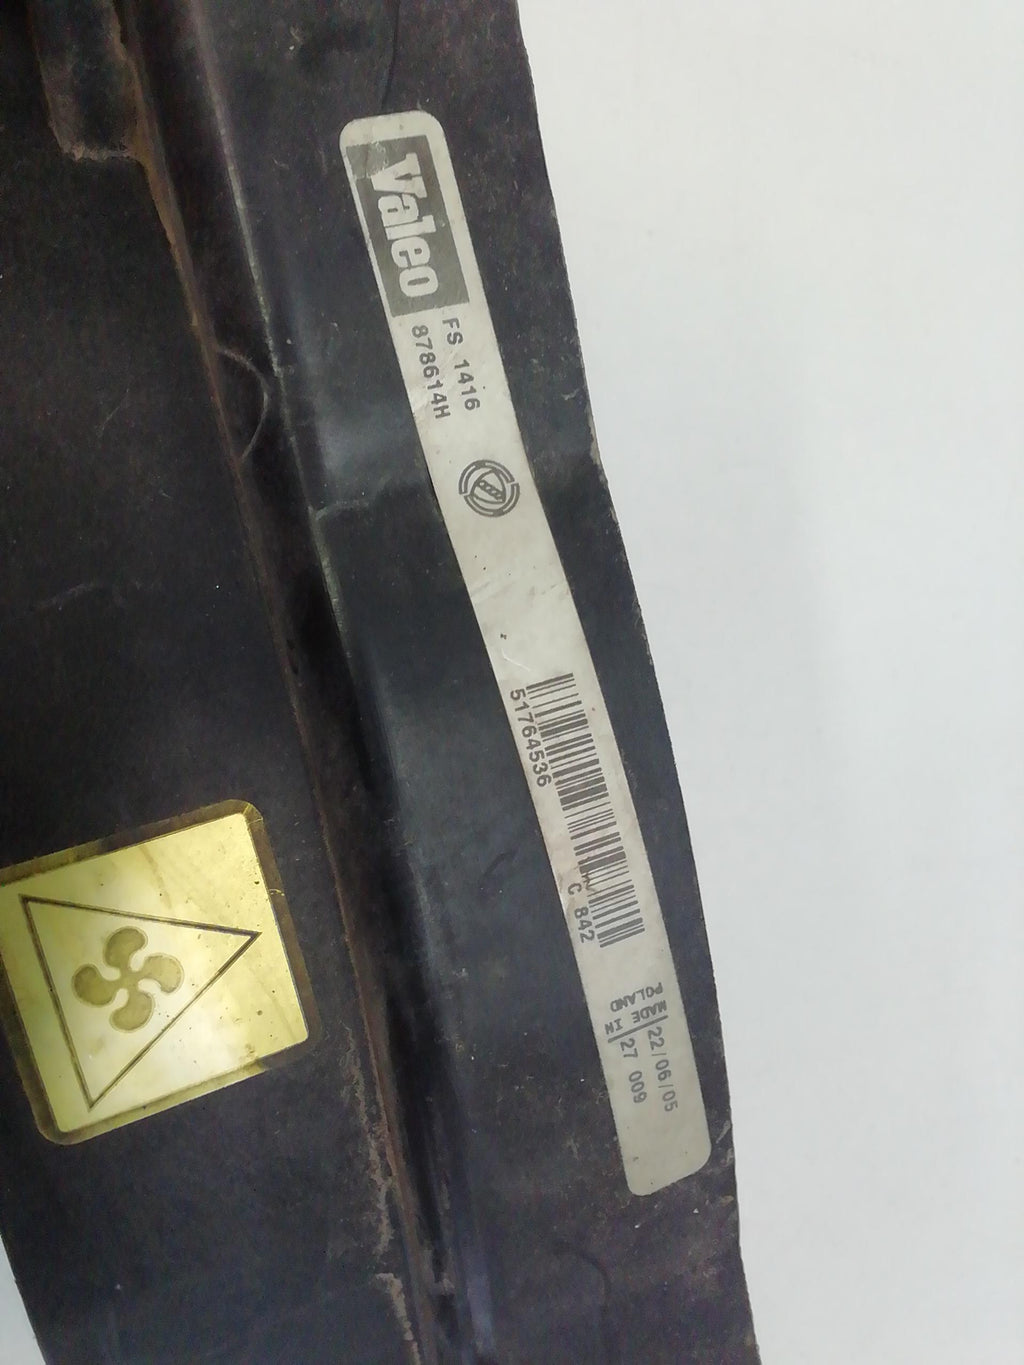 Valeo
FS 1416
878614H
51764536
C 842
MADE IN
POLAND
22/06/05
27 009